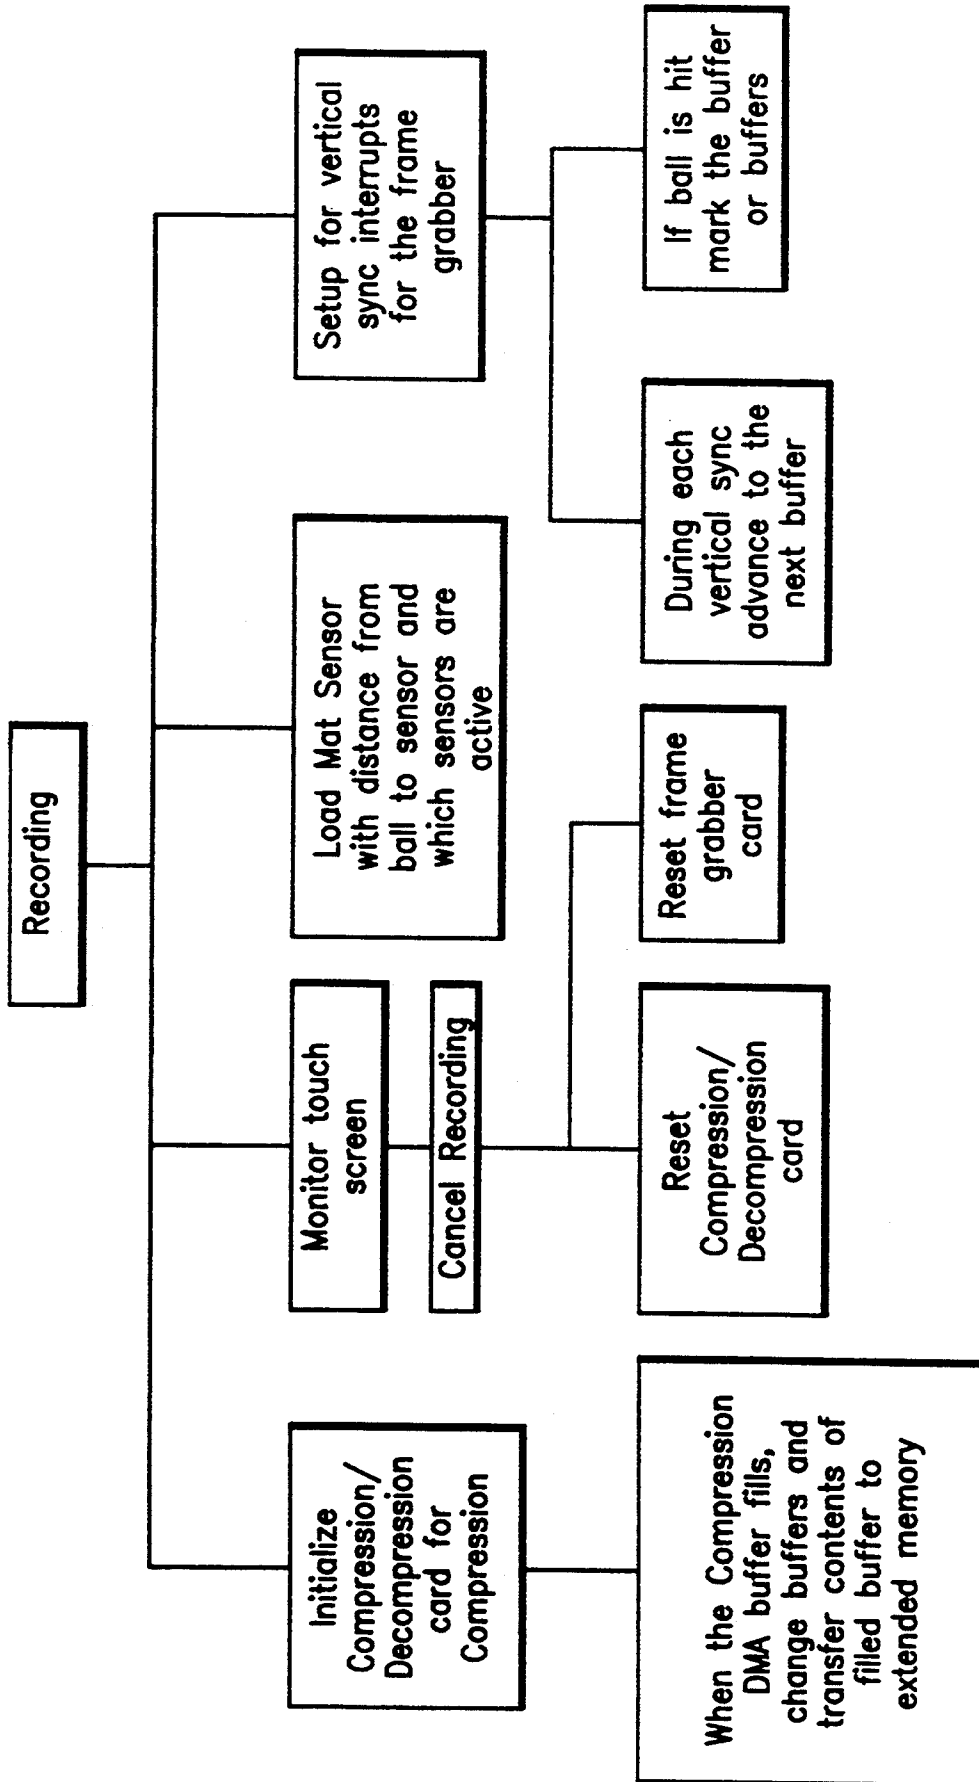 Recording
Initialize
Compression/
Decompression
card for
Compression
Monitor touch
screen
Load Mat Sensor
with distance from
ball to sensor and
which sensors are
active
Setup for vertical
sync interrupts
for the frame
grabber
Cancel Recording
When the Compression
DMA buffer fills,
change buffers and
transfer contents of
filled buffer to
extended memory
Reset
Compression/
Decompression
card
Reset frame
grabber
card
During each
vertical sync
advance to the
next buffer
If ball is hit
mark the buffer
or buffers